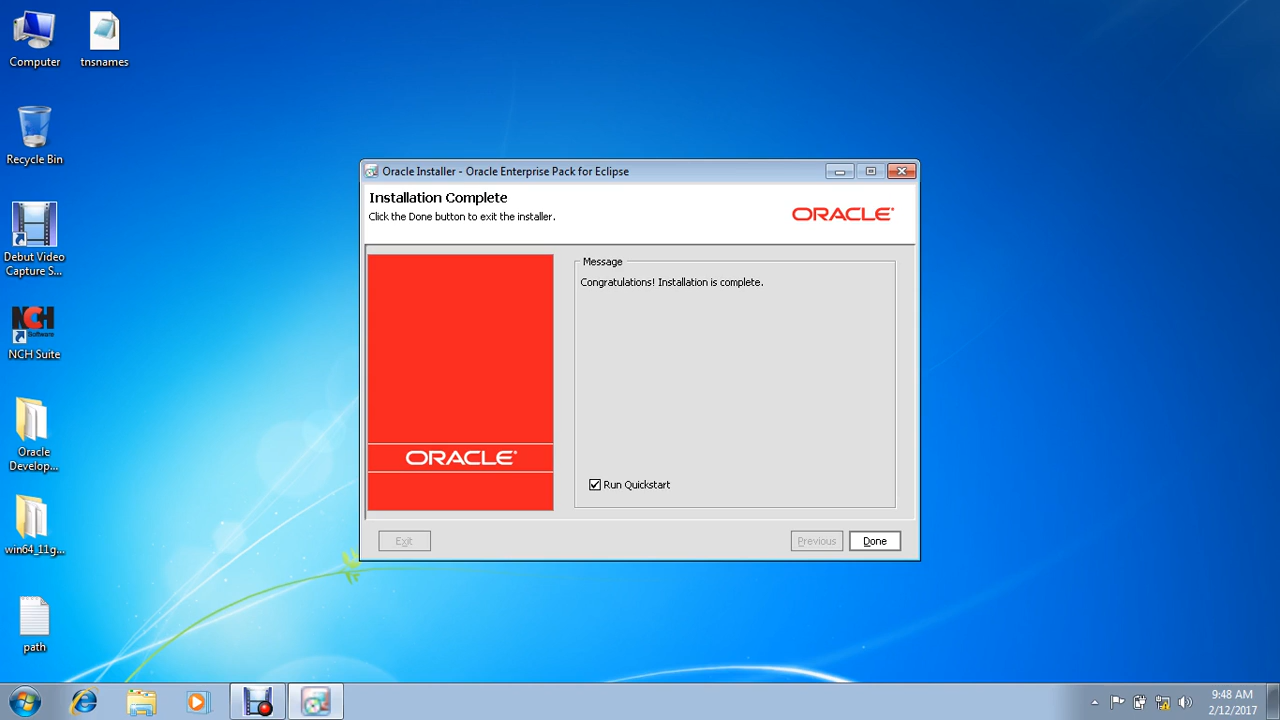 Computer
tnsnames
Recycle Bin
Debut Video
Capture S...
NCH
Software
NCH Suite
Oracle
Develop...
win64_11g...
path
Oracle Installer - Oracle Enterprise Pack for Eclipse
Installation Complete
Click the Done button to exit the installer.
ORACLE
Message
Congratulations! Installation is complete.
ORACLE
Run Quickstart
Exit
Previous
Done
9:48 AM
2/12/2017